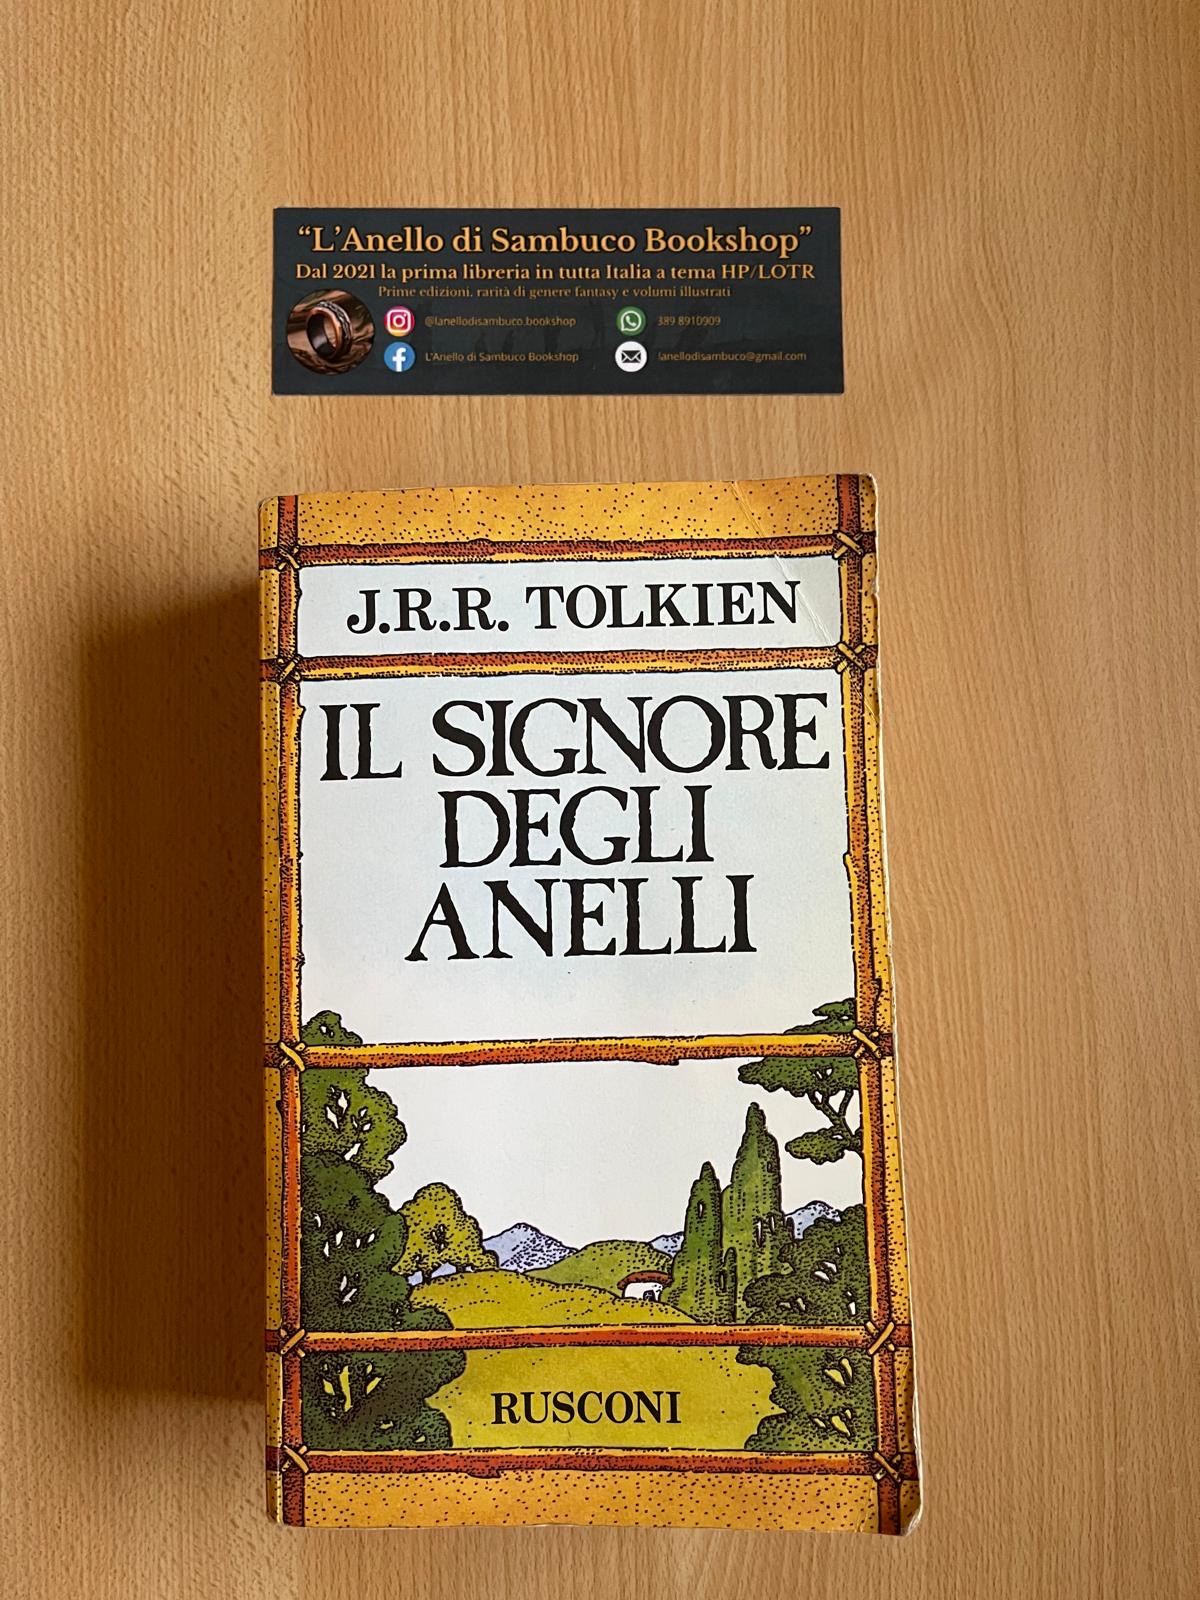 “L’Anello di Sambuco Bookshop”
Dal 2021 la prima libreria in tutta Italia a tema HP/LOTR
Prime edizioni, rarità di genere fantasy e volumi illustrati
@lanellodisambuco.bookshop
389 8910909
L'Anello di Sambuco Bookshop
lanellodisambuco@gmail.com
J.R.R. TOLKIEN
IL SIGNORE
DEGLI
ANELLI
RUSCONI